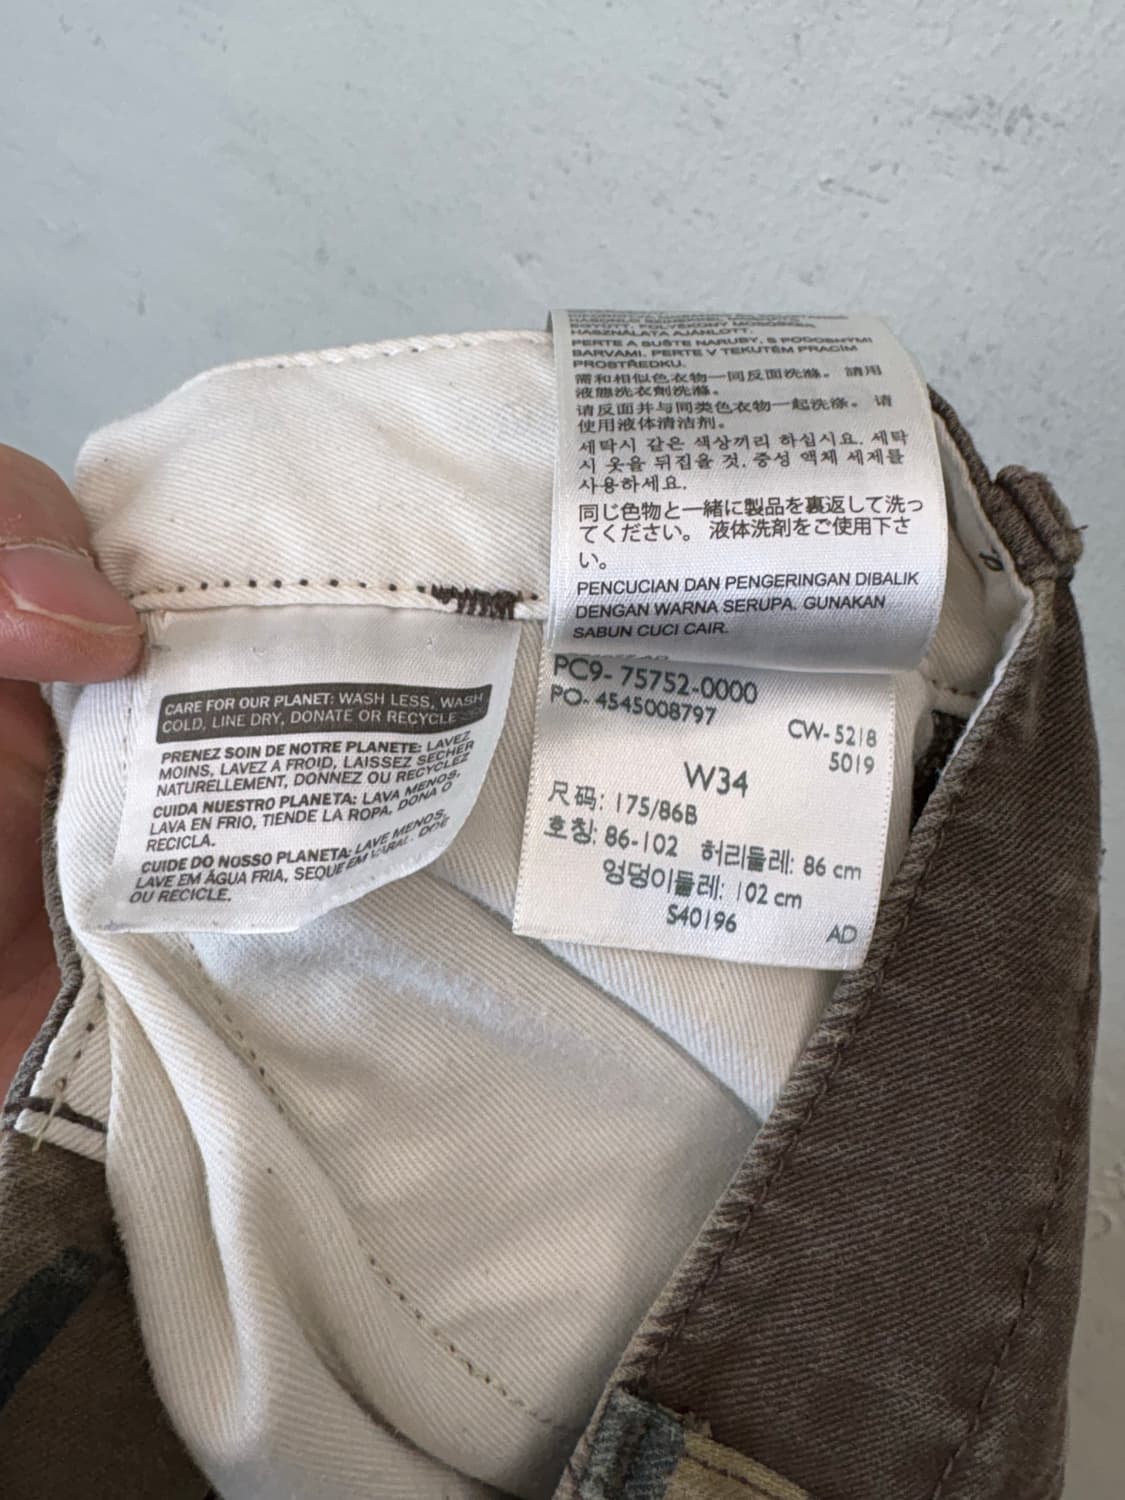 CARE FOR OUR PLANET: WASH LESS, WASH
COLD, LINE DRY, DONATE OR RECYCLE
PRENEZ SOIN DE NOTRE PLANETE: LAVEZ
MOINS, LAVEZ A FROID, LAISSEZ SECHER
NATURELLEMENT, DONNEZ OU RECYCLEZ
CUIDA NUESTRO PLANETA: LAVA MENOS,
LAVA EN FRIO, TIENDE LA ROPA, DONA O
RECICLA.
CUIDE DO NOSSO PLANETA: LAVE MENOS,
LAVE EM ÁGUA FRIA, SEQUE EM VARAL. DOE
OU RECICLE.
HASZNÁLATA AJÁNLOTT.
PERTE A SUŠTE NARUBY, S PODOBNÝMI
BARVAMI. PERTE V TEKUTÉM PRACÍM
PROSTŘEDKU.
需和相似色衣物一同反面洗滌。 請用
液態洗衣劑洗滌。
请反面并与同类色衣物一起洗涤。 请
使用液体清洁剂。
세탁시 같은 색상끼리 하십시요. 세탁
시 옷을 뒤집을 것. 중성 액체 세제를
사용하세요.
同じ色物と一緒に製品を裏返して洗っ
てください。 液体洗剤をご使用下さ
い。
PENCUCIAN DAN PENGERINGAN DIBALIK
DENGAN WARNA SERUPA. GUNAKAN
SABUN CUCI CAIR.
PC9- 75752-0000
PO- 4545008797
CW- 5218
5019
W34
尺码: 175/86B
호칭: 86-102 허리둘레: 86 cm
엉덩이둘레: 102 cm
S40196
AD